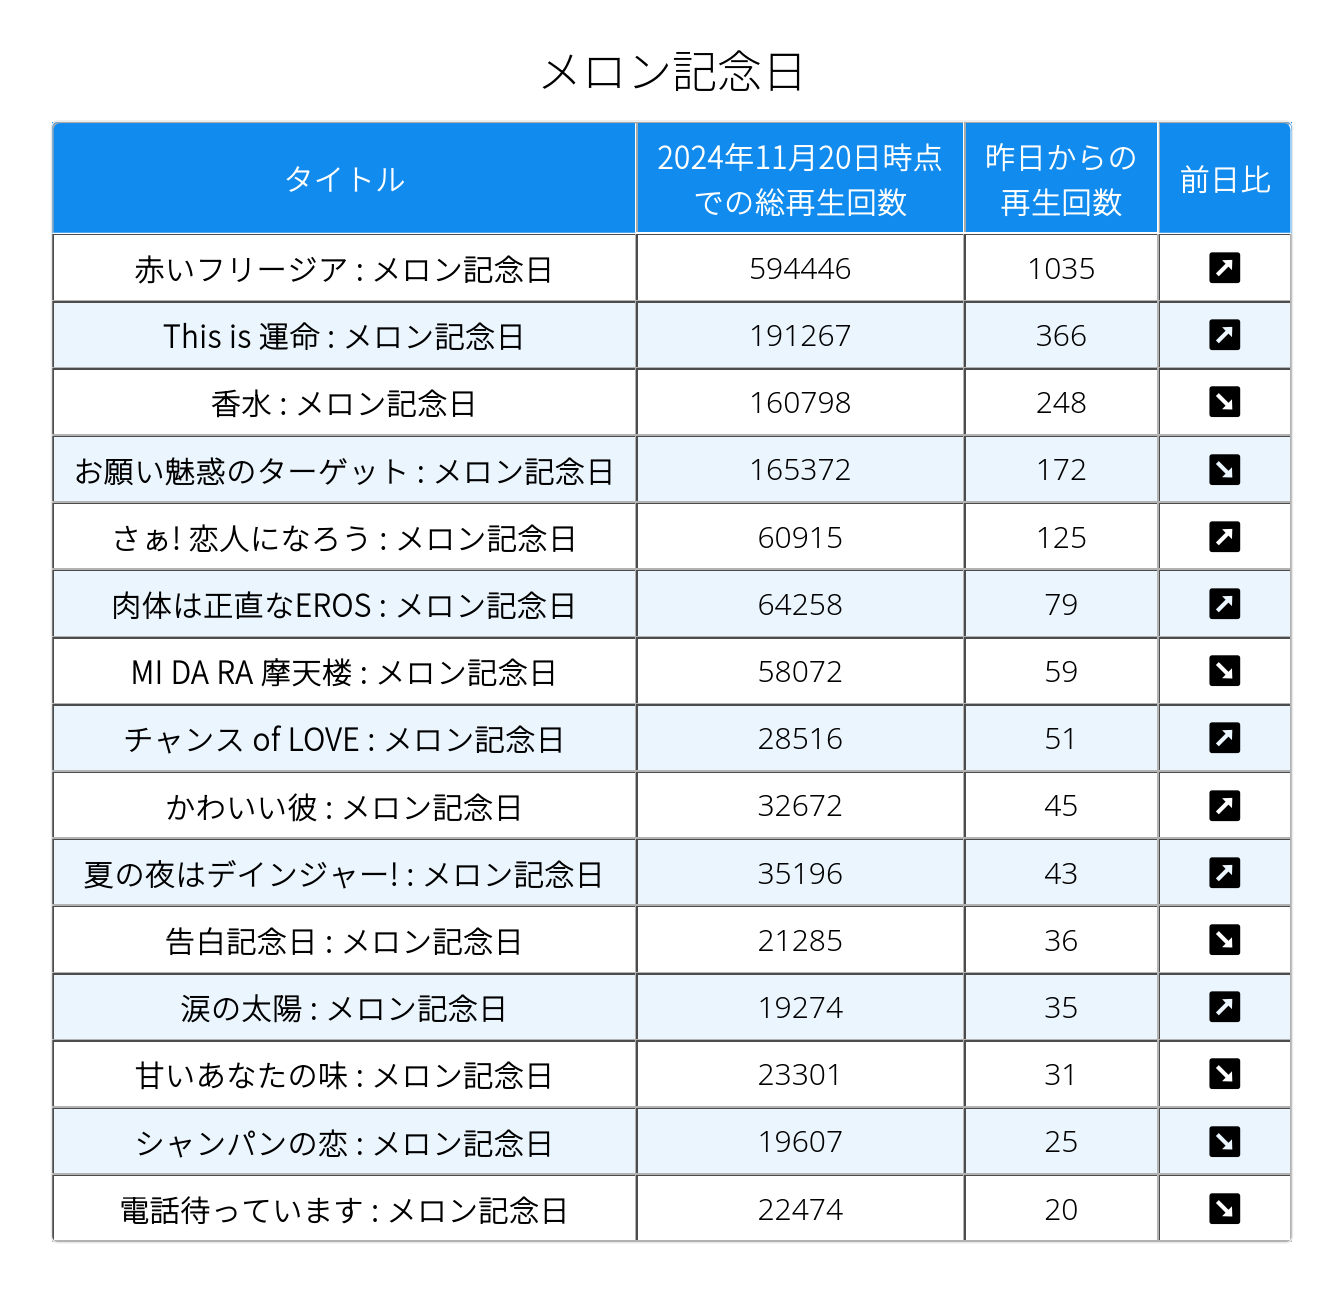 メロン記念日
タイトル
2024年11月20日時点
での総再生回数
昨日からの
再生回数
前日比
赤いフリージア : メロン記念日 594446 1035 ↗
This is 運命 : メロン記念日 191267 366 ↗
香水 : メロン記念日 160798 248 ↘
お願い魅惑のターゲット : メロン記念日 165372 172 ↘
さぁ! 恋人になろう : メロン記念日 60915 125 ↗
肉体は正直なEROS : メロン記念日 64258 79 ↗
MI DA RA 摩天楼 : メロン記念日 58072 59 ↘
チャンス of LOVE : メロン記念日 28516 51 ↗
かわいい彼 : メロン記念日 32672 45 ↗
夏の夜はデインジャー! : メロン記念日 35196 43 ↗
告白記念日 : メロン記念日 21285 36 ↘
涙の太陽 : メロン記念日 19274 35 ↗
甘いあなたの味 : メロン記念日 23301 31 ↘
シャンパンの恋 : メロン記念日 19607 25 ↘
電話待っています : メロン記念日 22474 20 ↘